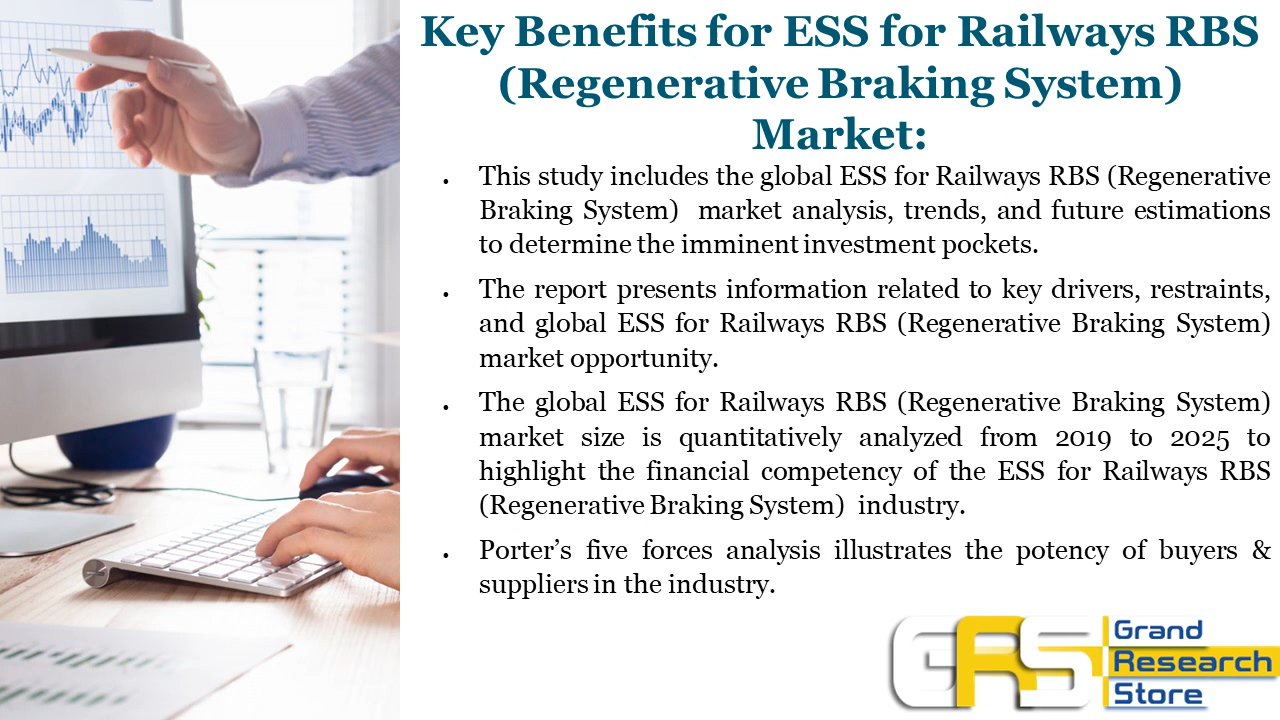 Key Benefits for ESS for Railways RBS
(Regenerative Braking System)
Market:
• This study includes the global ESS for Railways RBS (Regenerative
Braking System) market analysis, trends, and future estimations
to determine the imminent investment pockets.
• The report presents information related to key drivers, restraints,
and global ESS for Railways RBS (Regenerative Braking System)
market opportunity.
• The global ESS for Railways RBS (Regenerative Braking System)
market size is quantitatively analyzed from 2019 to 2025 to
highlight the financial competency of the ESS for Railways RBS
(Regenerative Braking System) industry.
• Porter’s five forces analysis illustrates the potency of buyers &
suppliers in the industry.
GRS
Grand
Research
Store